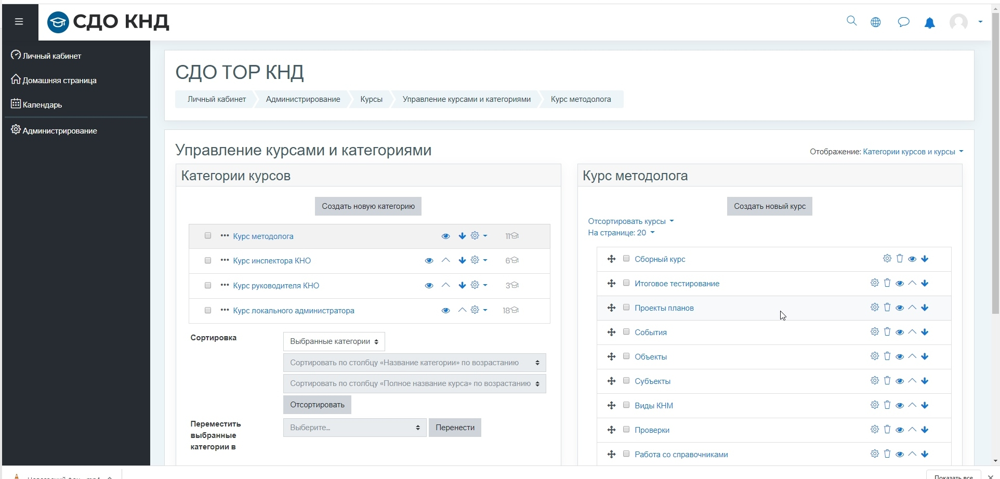 СДО КНД
Личный кабинет
Домашняя страница
Календарь
Администрирование
СДО ТОР КНД
Личный кабинет
Администрирование
Курсы
Управление курсами и категориями
Курс методолога
Управление курсами и категориями
Отображение: Категории курсов и курсы
Категории курсов
Создать новую категорию
Курс методолога
11
Курс инспектора КНО
6
Курс руководителя КНО
3
Курс локального администратора
18
Сортировка
Выбранные категории
Сортировать по столбцу «Название категории» по возрастанию
Сортировать по столбцу «Полное название курса» по возрастанию
Отсортировать
Переместить
выбранные
категории в
Выберите...
Перенести
Курс методолога
Создать новый курс
Отсортировать курсы
На странице: 20
Сборный курс
Итоговое тестирование
Проекты планов
События
Объекты
Субъекты
Виды КНМ
Проверки
Работа со справочниками
Показать все